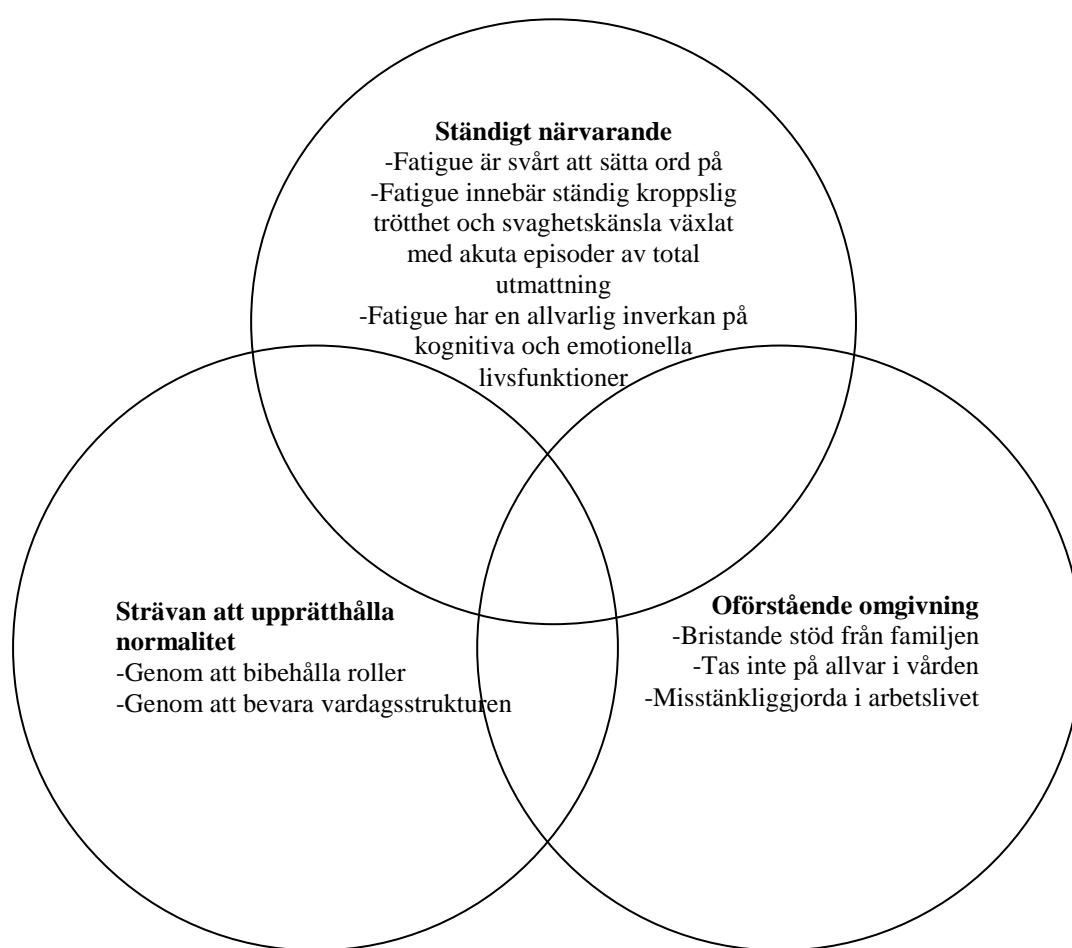 Ständigt närvarande
-Fatigue är svårt att sätta ord på
-Fatigue innebär ständig kroppslig
trötthet och svaghetskänsla växlat
med akuta episoder av total
utmattning
-Fatigue har en allvarlig inverkan på
kognitiva och emotionella
livsfunktioner
Strävan att upprätthålla
normalitet
-Genom att bibehålla roller
-Genom att bevara vardagsstrukturen
Oförstående omgivning
-Bristande stöd från familjen
-Tas inte på allvar i vården
-Misstänkliggjorda i arbetslivet